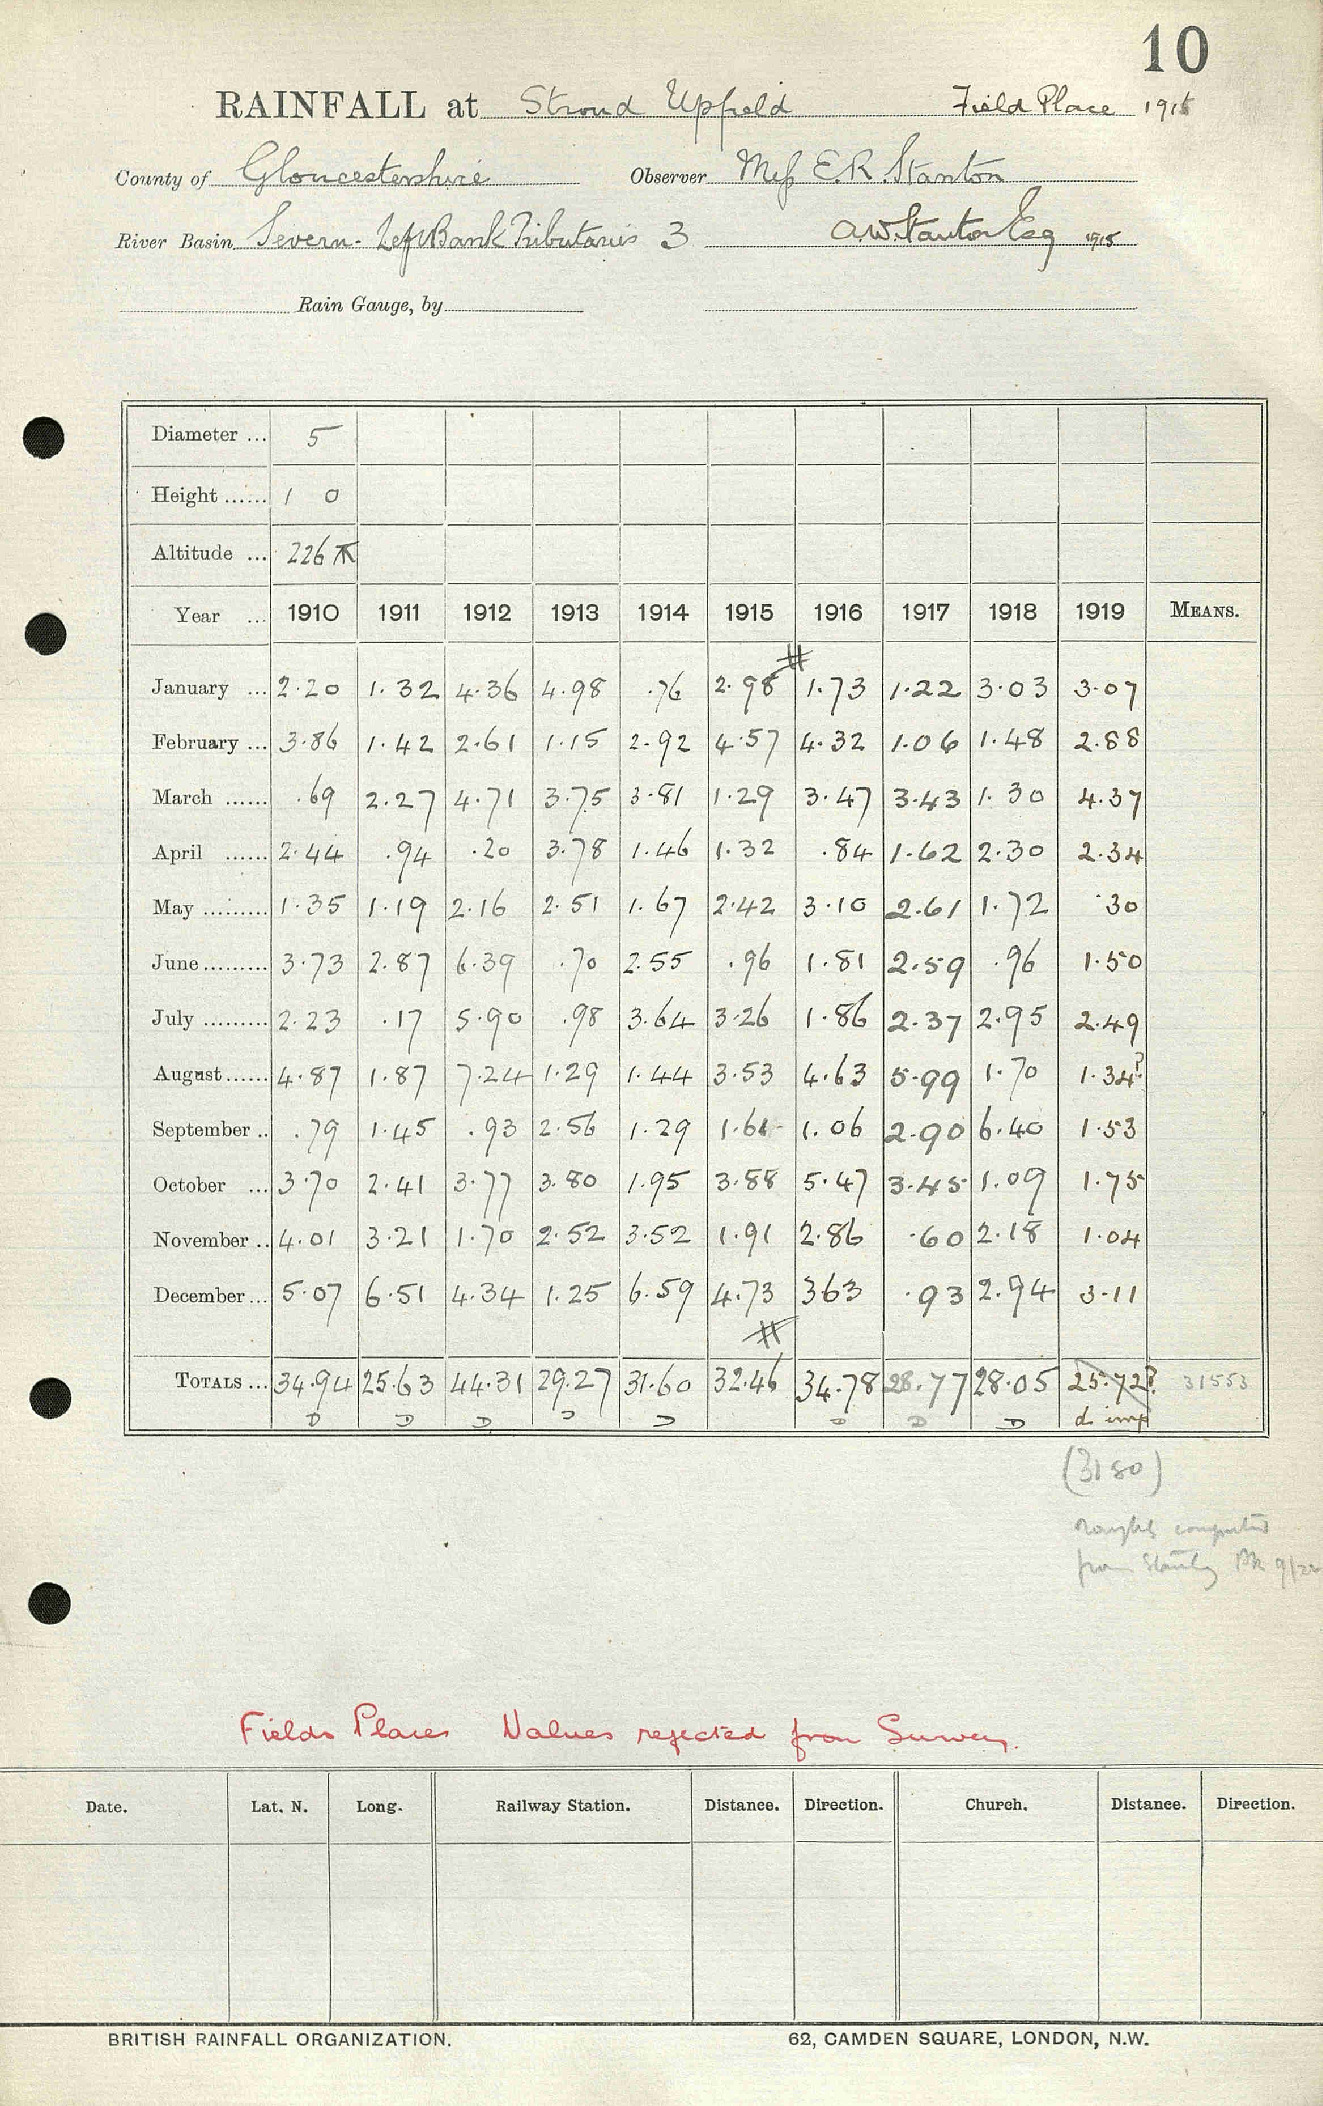 10
RAINFALL at Stroud Upfield Field Place 1915
County of Gloucestershire Observer Miss E.R. Stanton
River Basin Severn - Left Bank Tributaries 3 A.W. Stanton Esq 1915
Rain Gauge, by
Diameter ... 5
Height ...... 1 0
Altitude ... 226
Year ... 1910 1911 1912 1913 1914 1915 1916 1917 1918 1919 MEANS.
#
January ... 2.20 1.32 4.36 4.98 .76 2.98 1.73 1.22 3.03 3.07
February ... 3.86 1.42 2.61 1.15 2.92 4.57 4.32 1.06 1.48 2.88
March ...... .69 2.27 4.71 3.75 3.81 1.29 3.47 3.43 1.30 4.37
April ...... 2.44 .94 .20 3.78 1.46 1.32 .84 1.62 2.30 2.34
May ......... 1.35 1.19 2.16 2.51 1.67 2.42 3.10 2.61 1.72 .30
June ......... 3.73 2.87 6.39 .70 2.55 .96 1.81 2.59 .96 1.50
July ......... 2.23 .17 5.90 .98 3.64 3.26 1.86 2.37 2.95 2.49
August ...... 4.87 1.87 7.24 1.29 1.44 3.53 4.63 5.99 1.70 1.34?
September .. .79 1.45 .93 2.56 1.29 1.61 1.06 2.90 6.40 1.53
October ... 3.70 2.41 3.77 3.80 1.95 3.88 5.47 3.45 1.09 1.75
November .. 4.01 3.21 1.70 2.52 3.52 1.91 2.86 .60 2.18 1.04
December ... 5.07 6.51 4.34 1.25 6.59 4.73 363 .93 2.94 3.11
#
TOTALS ... 34.94 25.63 44.31 29.27 31.60 32.46 34.78 28.77 28.05 25.72? 31553
D D D D D D D D d. imp
(3180)
roughly computed
from Stanley Pk 9/22
Fields Places Values rejected from Survey.
Date. Lat. N. Long. Railway Station. Distance. Direction. Church. Distance. Direction.
BRITISH RAINFALL ORGANIZATION. 62, CAMDEN SQUARE, LONDON, N.W.